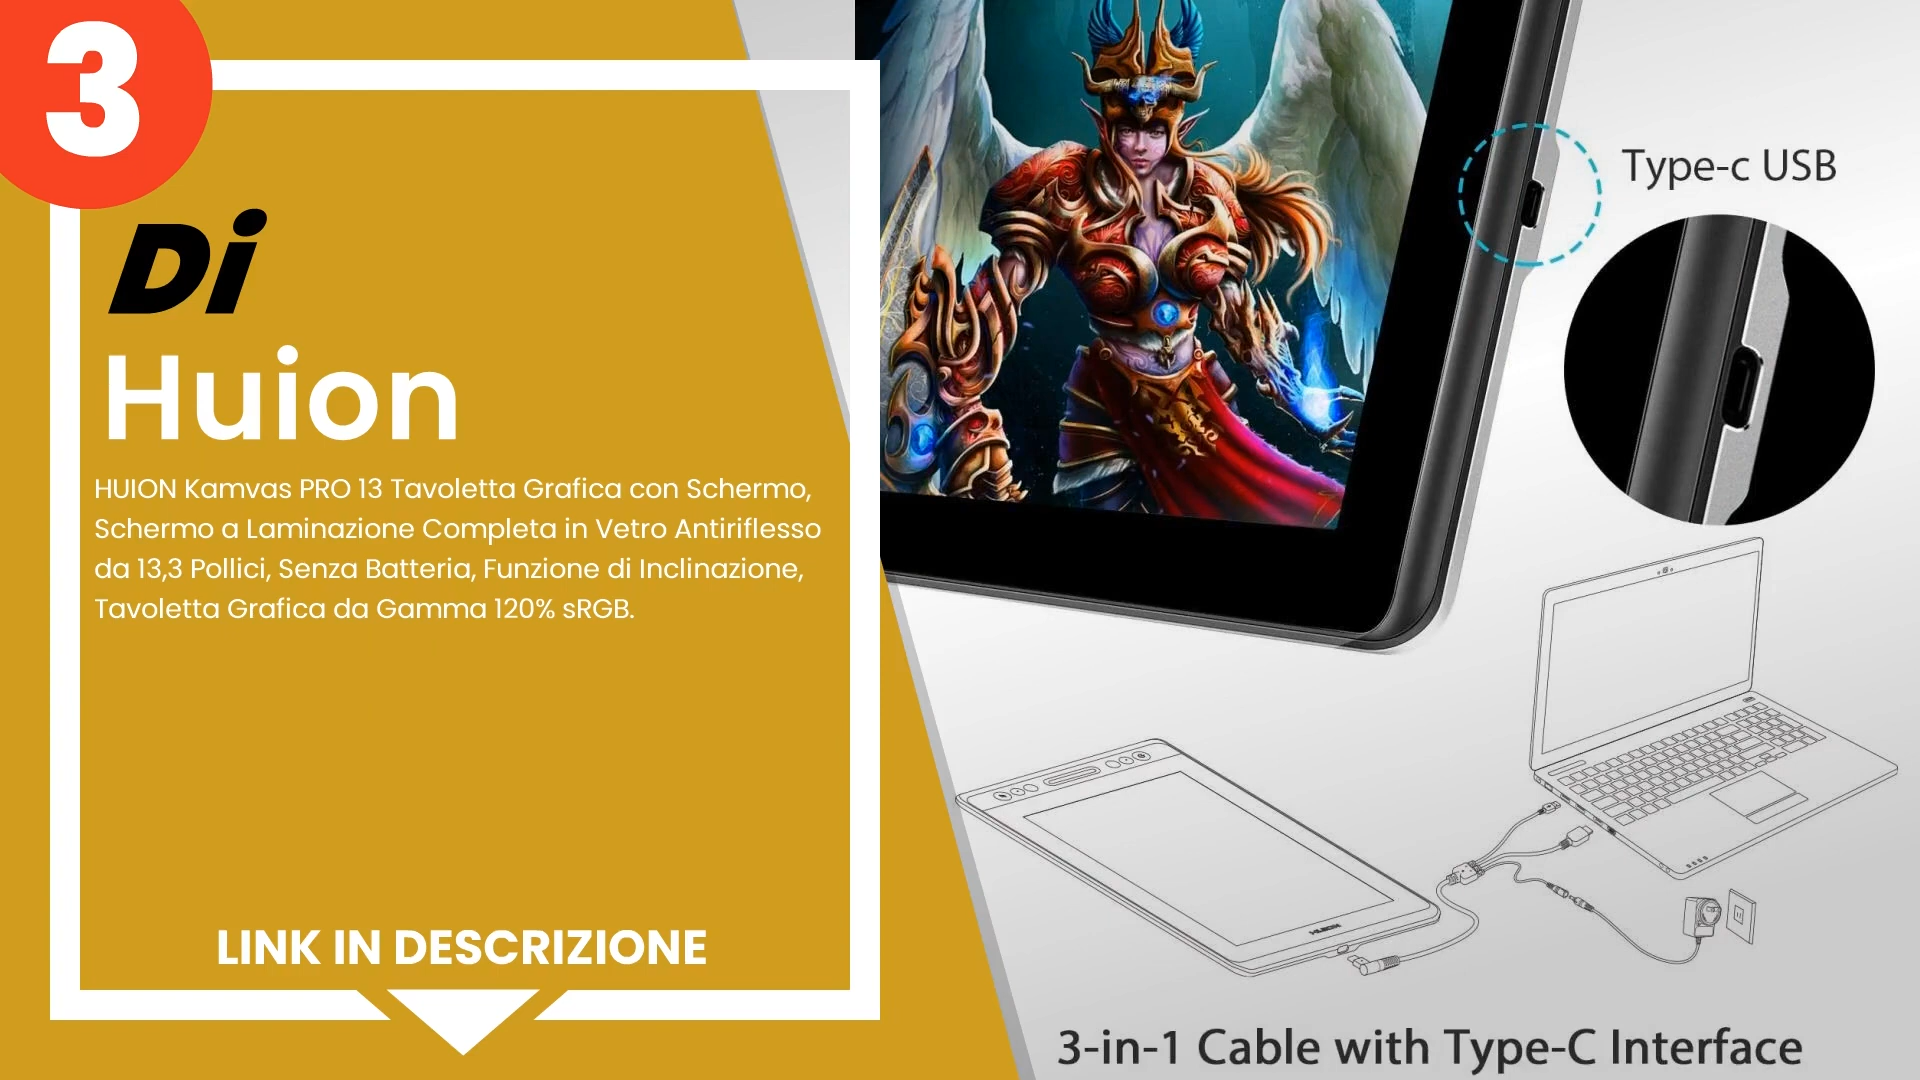 3
Di
Huion
HUION Kamvas PRO 13 Tavoletta Grafica con Schermo,
Schermo a Laminazione Completa in Vetro Antiriflesso
da 13,3 Pollici, Senza Batteria, Funzione di Inclinazione,
Tavoletta Grafica da Gamma 120% sRGB.
LINK IN DESCRIZIONE
Type-c USB
HUION
3-in-1 Cable with Type-C Interface